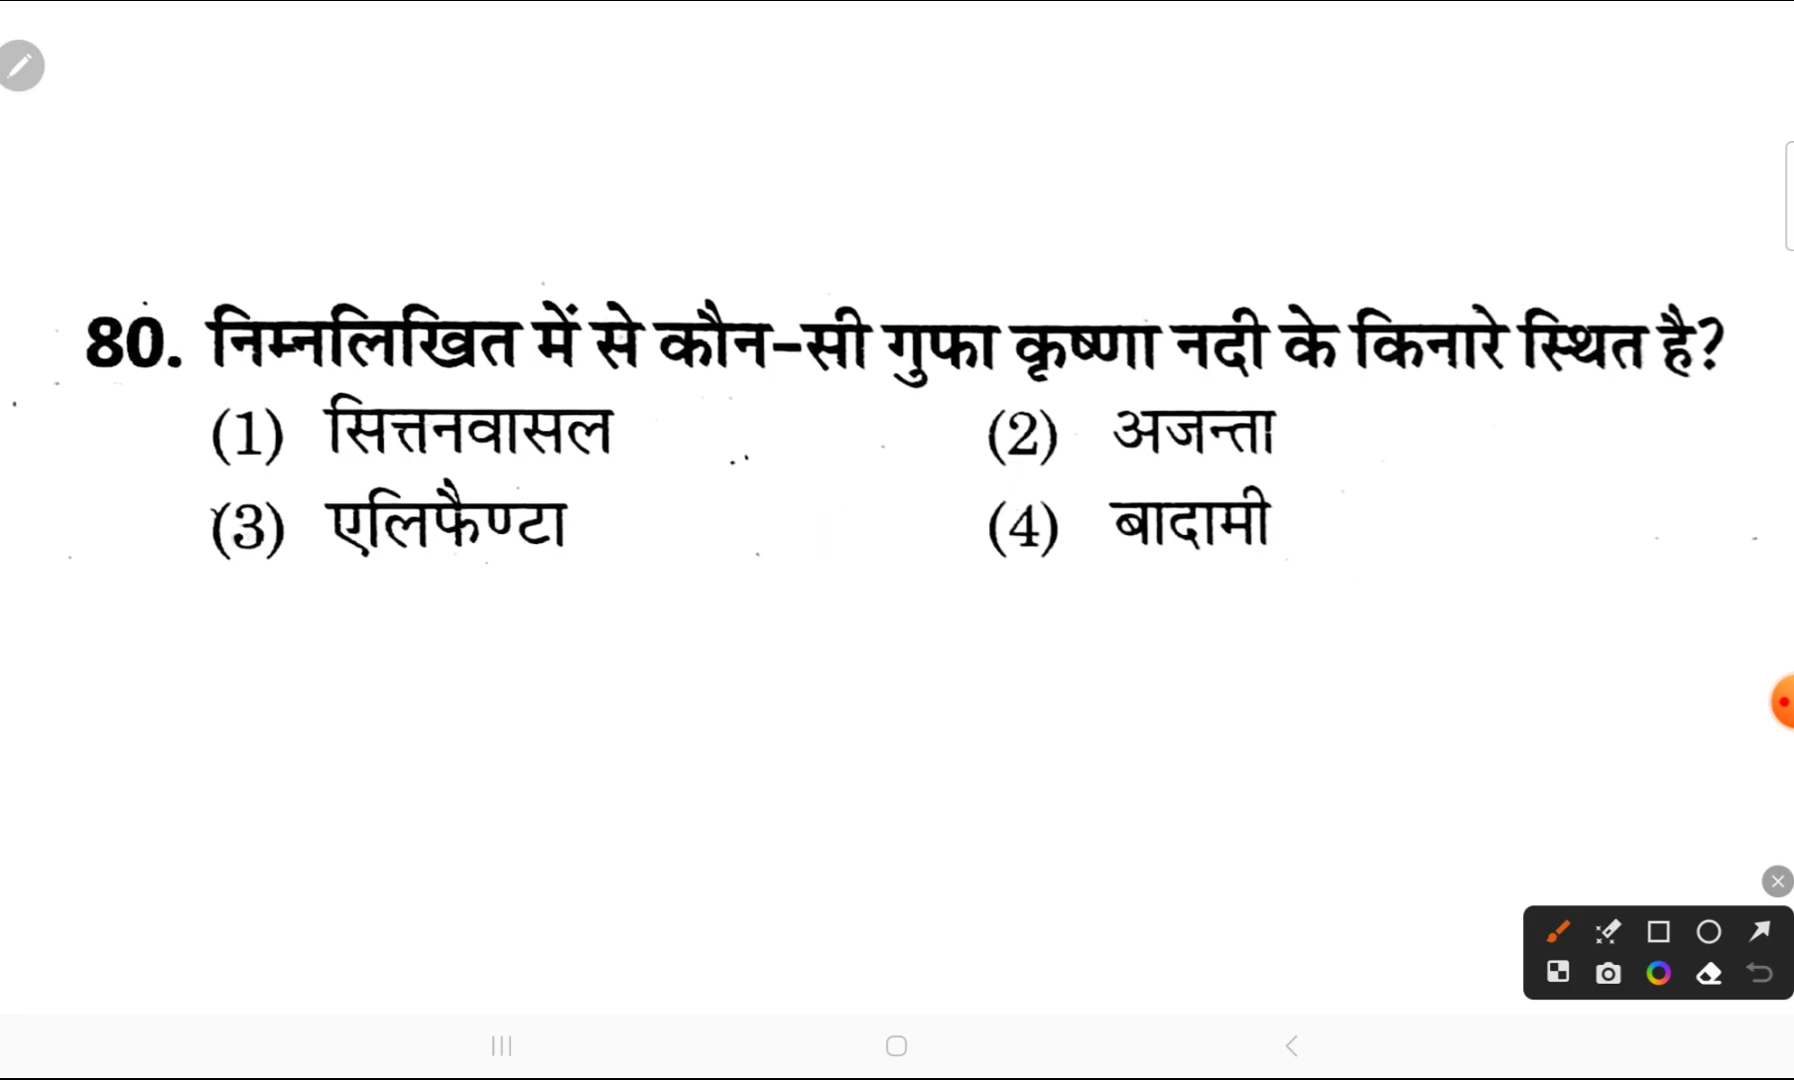 80. निम्नलिखित में से कौन-सी गुफा कृष्णा नदी के किनारे स्थित है?
(1) सित्तनवासल (2) अजन्ता
(3) एलिफैण्टा (4) बादामी